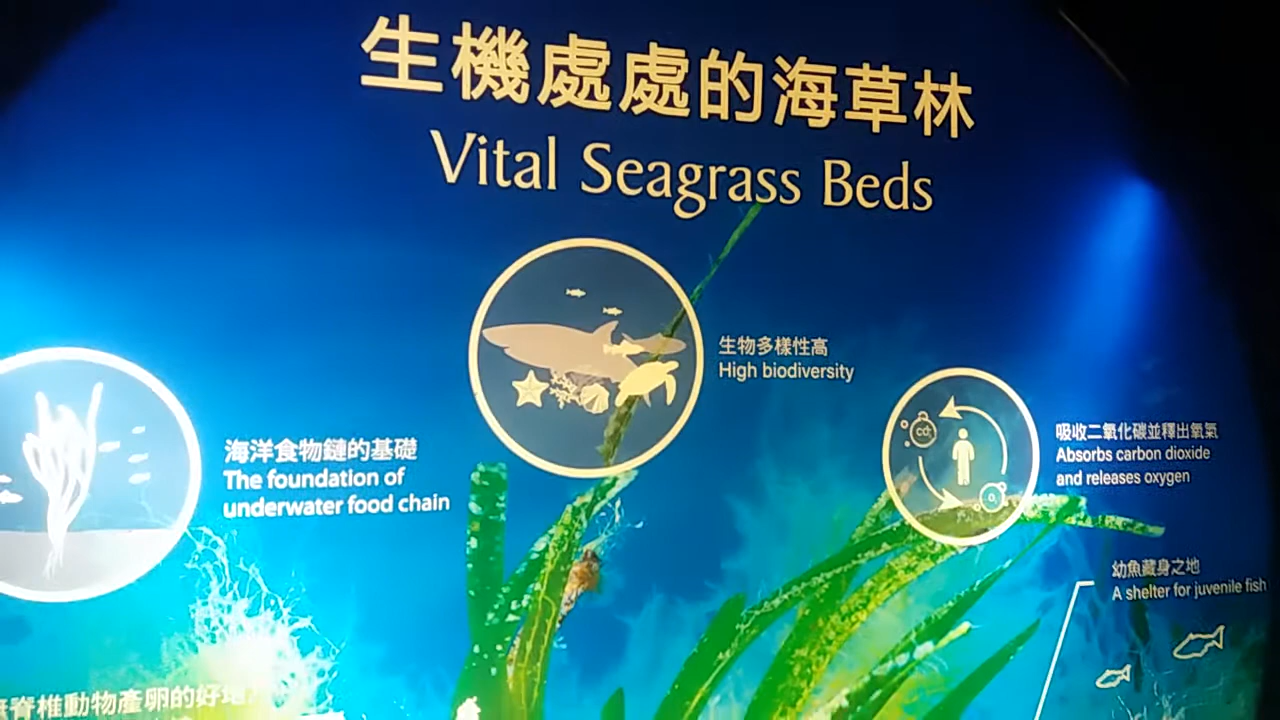 生機處處的海草林
Vital Seagrass Beds
生物多樣性高
High biodiversity
海洋食物鏈的基礎
The foundation of
underwater food chain
吸收二氧化碳並釋出氧氣
Absorbs carbon dioxide
and releases oxygen
幼魚藏身之地
A shelter for juvenile fish
脊椎動物產卵的好地